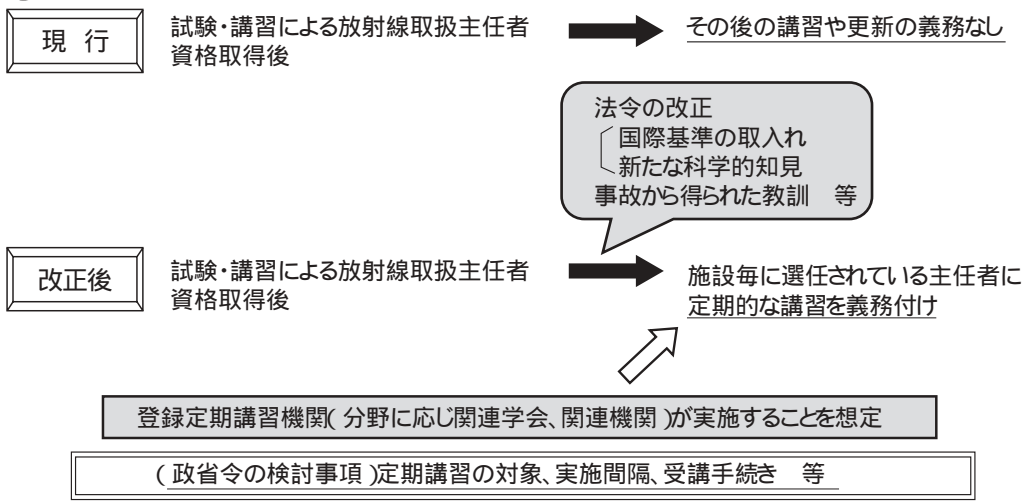 現 行
試験・講習による放射線取扱主任者
資格取得後
その後の講習や更新の義務なし
法令の改正
国際基準の取入れ
新たな科学的知見
事故から得られた教訓 等
改正後
試験・講習による放射線取扱主任者
資格取得後
施設毎に選任されている主任者に
定期的な講習を義務付け
登録定期講習機関(分野に応じ関連学会、関連機関)が実施することを想定
(政省令の検討事項)定期講習の対象、実施間隔、受講手続き 等